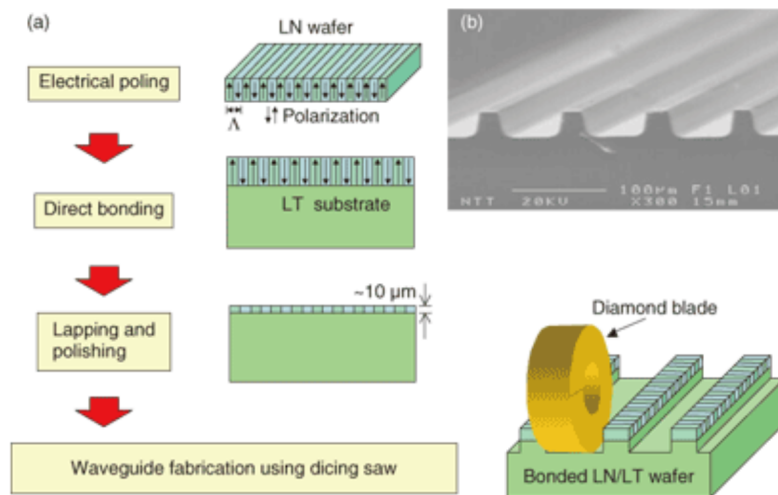 (a)
LN wafer
Electrical poling
Λ
Polarization
Direct bonding
LT substrate
~10 µm
Lapping and
polishing
Waveguide fabrication using dicing saw
(b)
100µm F1 L01
NTT 20KV X300 15mm
Diamond blade
Bonded LN/LT wafer